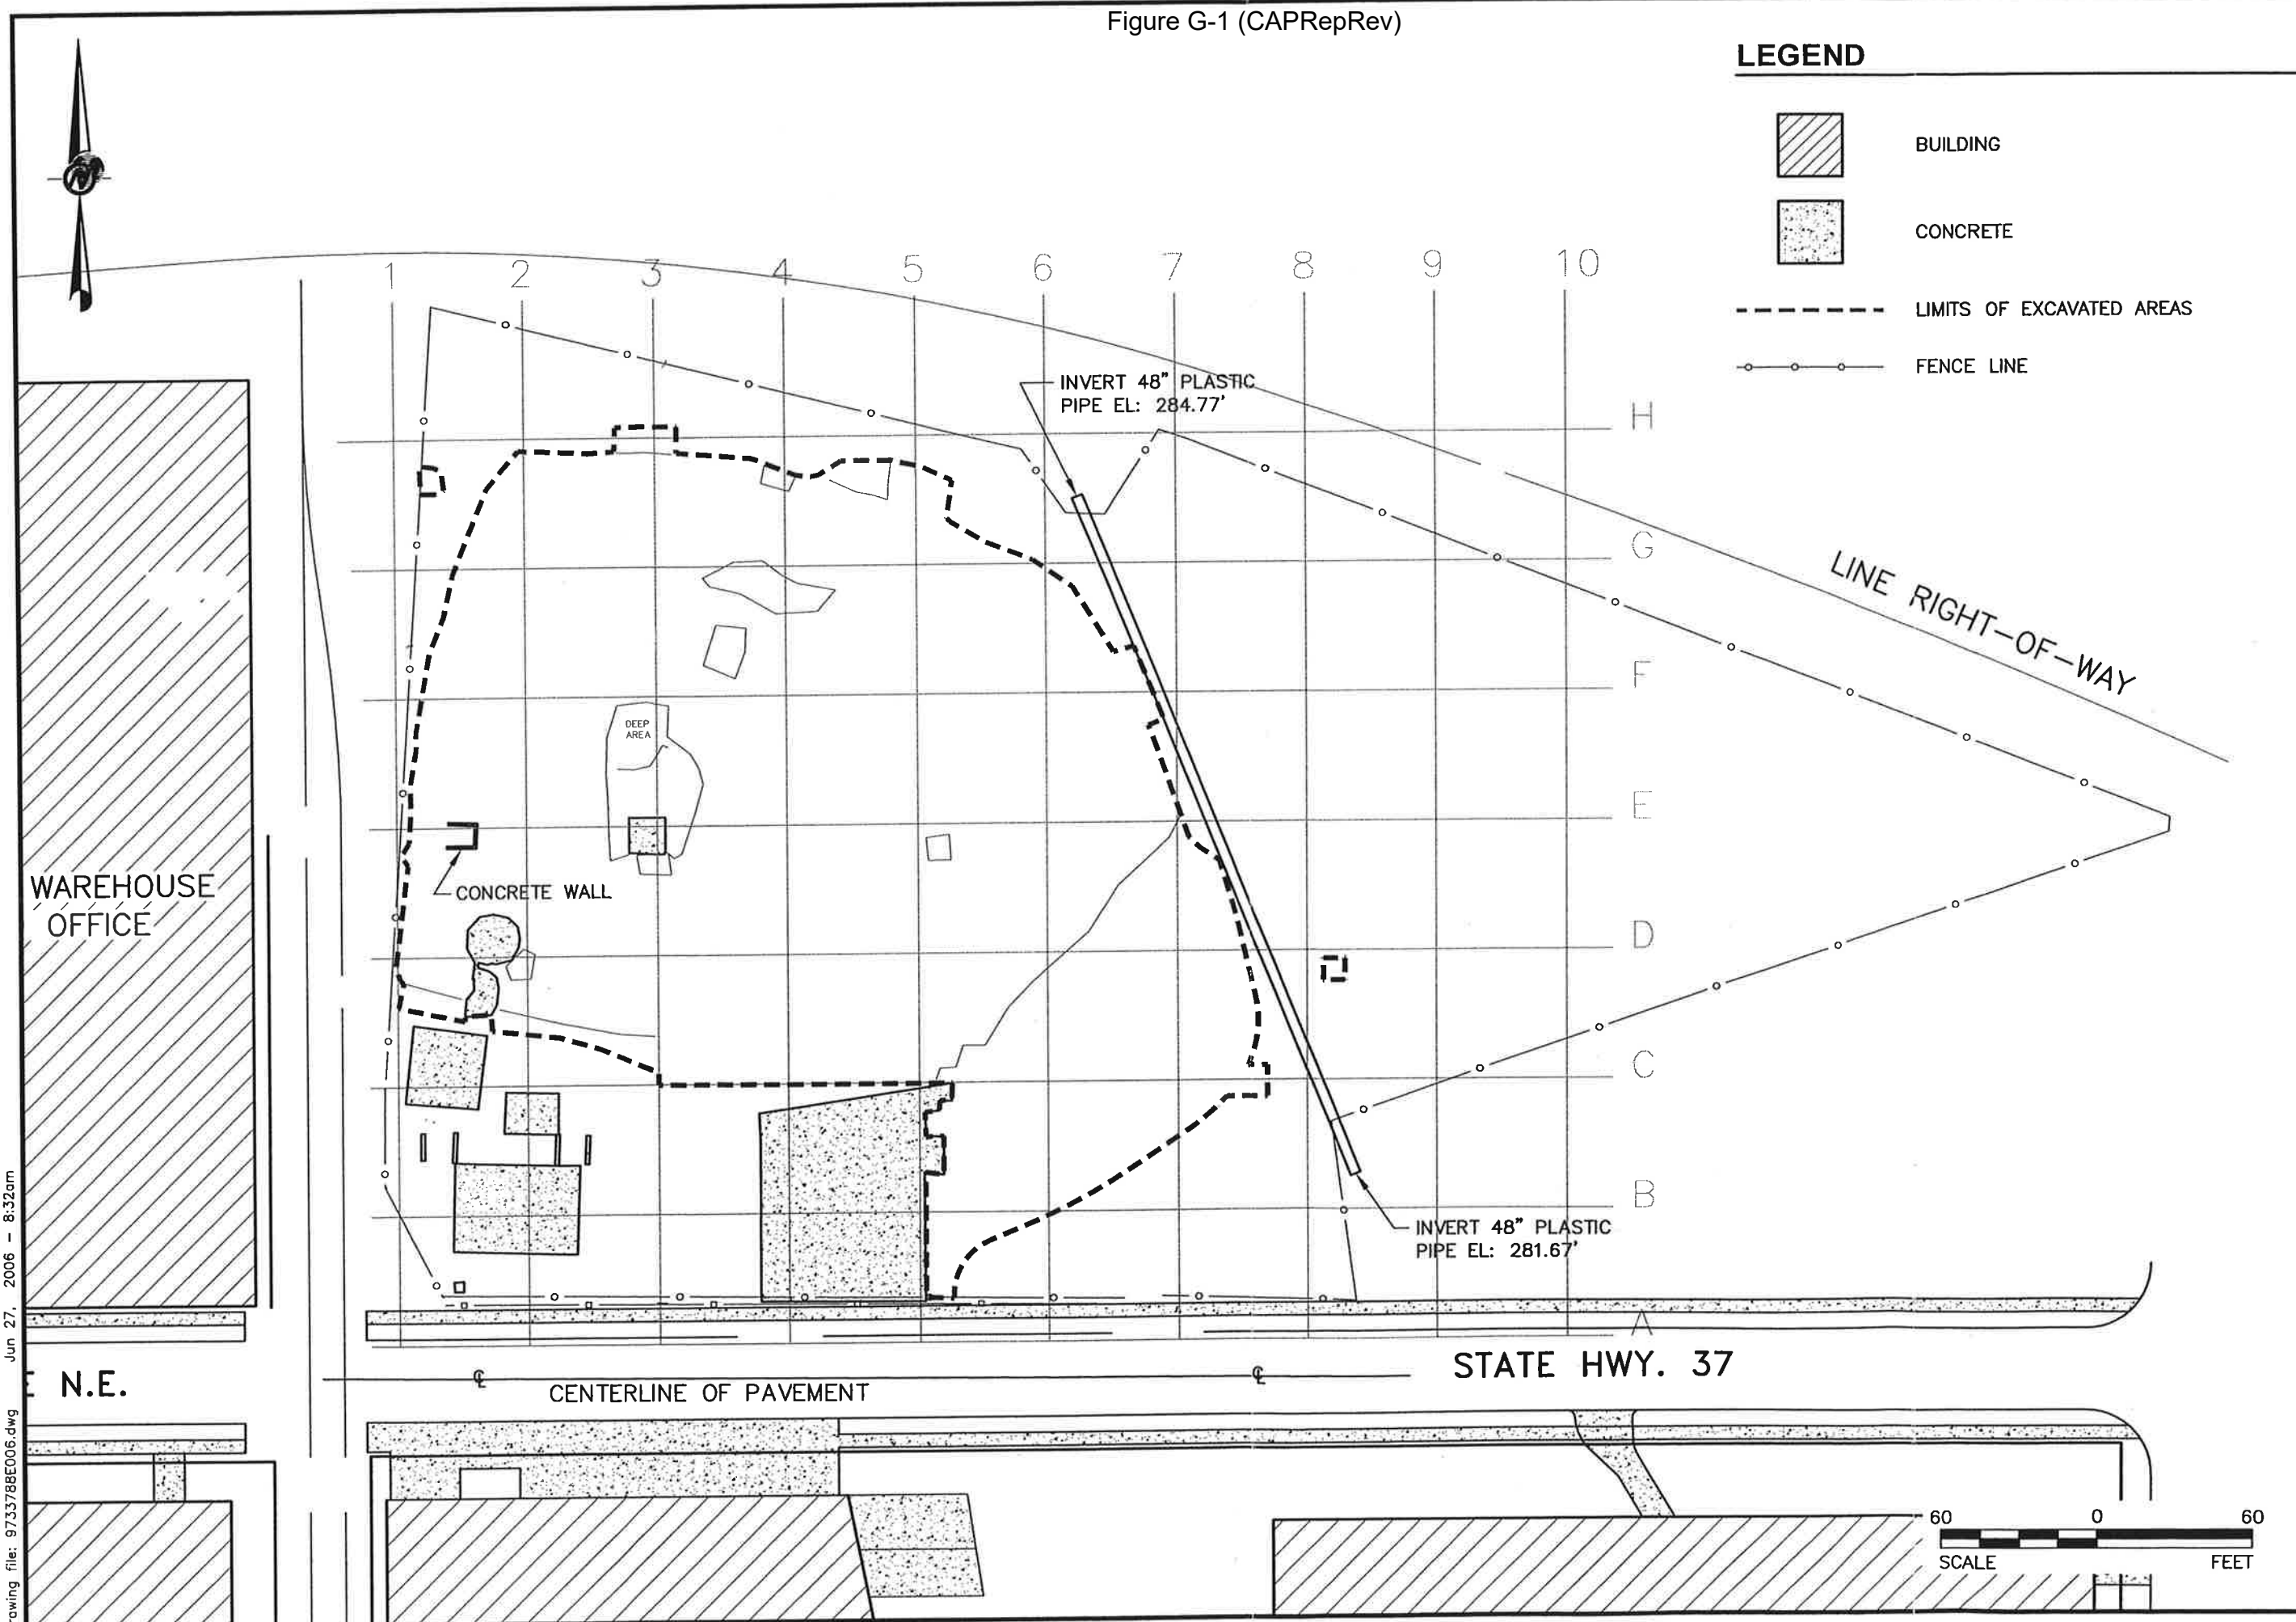 Figure G-1 (CAPRepRev)
LEGEND
BUILDING
CONCRETE
LIMITS OF EXCAVATED AREAS
FENCE LINE
N
1 2 3 4 5 6 7 8 9 10
INVERT 48" PLASTIC
PIPE EL: 284.77'
H
G
F
E
D
C
B
A
LINE RIGHT-OF-WAY
DEEP
AREA
WAREHOUSE
OFFICE
CONCRETE WALL
INVERT 48" PLASTIC
PIPE EL: 281.67'
STATE HWY. 37
E N.E.
CENTERLINE OF PAVEMENT
60 0 60
SCALE FEET
rawing file: 9733788E006.dwg Jun 27, 2006 - 8:32am